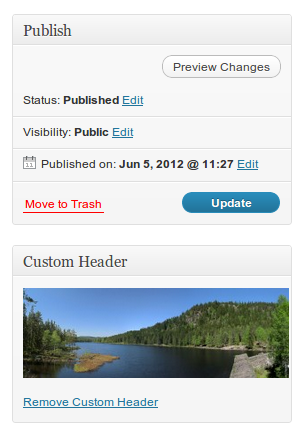 Publish
Preview Changes
Status: Published Edit
Visibility: Public Edit
11 Published on: Jun 5, 2012 @ 11:27 Edit
Move to Trash Update
Custom Header
Remove Custom Header